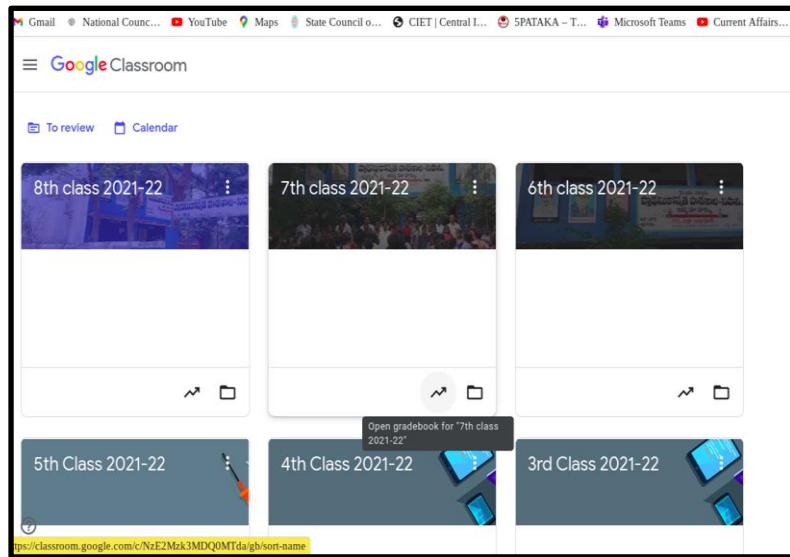 Gmail National Counc... YouTube Maps State Council o... CIET | Central I... 5PATAKA – T... Microsoft Teams Current Affairs...
Google Classroom
To review Calendar
8th class 2021-22
7th class 2021-22
6th class 2021-22
Open gradebook for "7th class
2021-22"
5th Class 2021-22
4th Class 2021-22
3rd Class 2021-22
tps://classroom.google.com/c/NzE2Mzk3MDQ0MTda/gb/sort-name